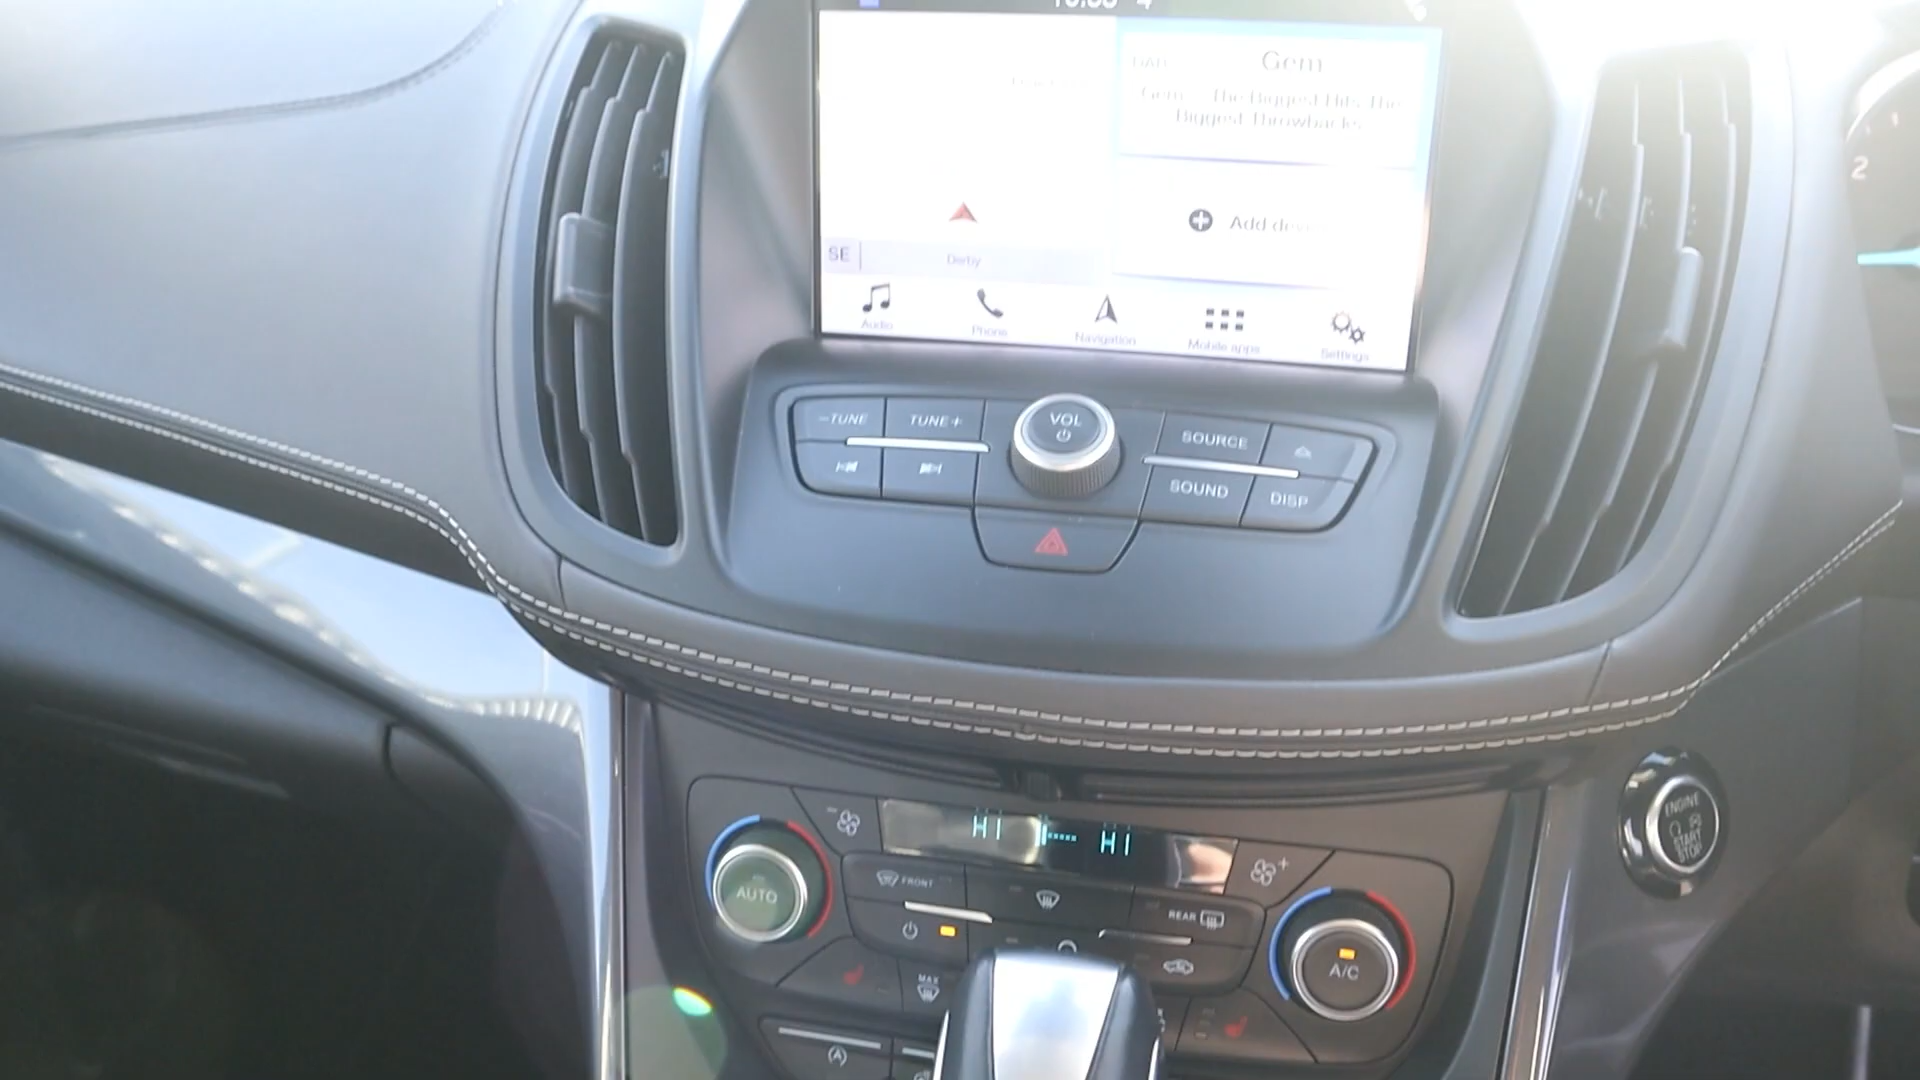 DAB
Gem
Gem The Biggest Hits The
Biggest Throwbacks
Add
SE
Derby
Audio
Phone
Navigation
Mobile apps
Settings
-TUNE
TUNE+
VOL
SOURCE
SOUND
DISP
2
HI
HI
FRONT
REAR
AUTO
A/C
MAX
ENGINE
START
STOP